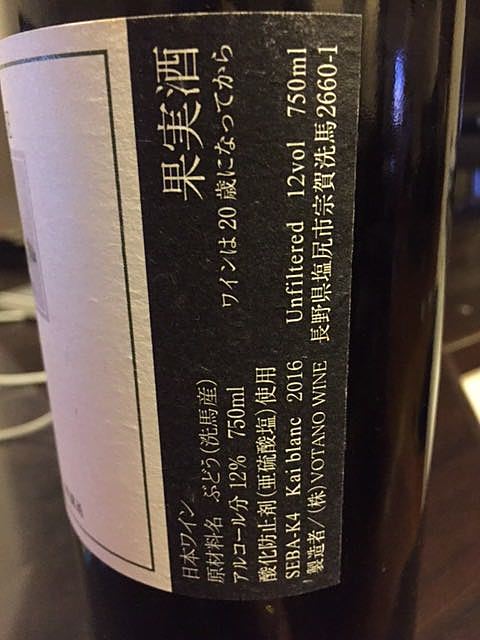 果実酒
ワインは20歳になってから
日本ワイン
原材料名 ぶどう(洗馬産)/
アルコール分12% 750ml
酸化防止剤(亜硫酸塩)使用
SEBA-K4 Kai blanc 2016 Unfiltered 12vol 750ml
製造者/(株)VOTANO WINE 長野県塩尻市宗賀洗馬2660-1